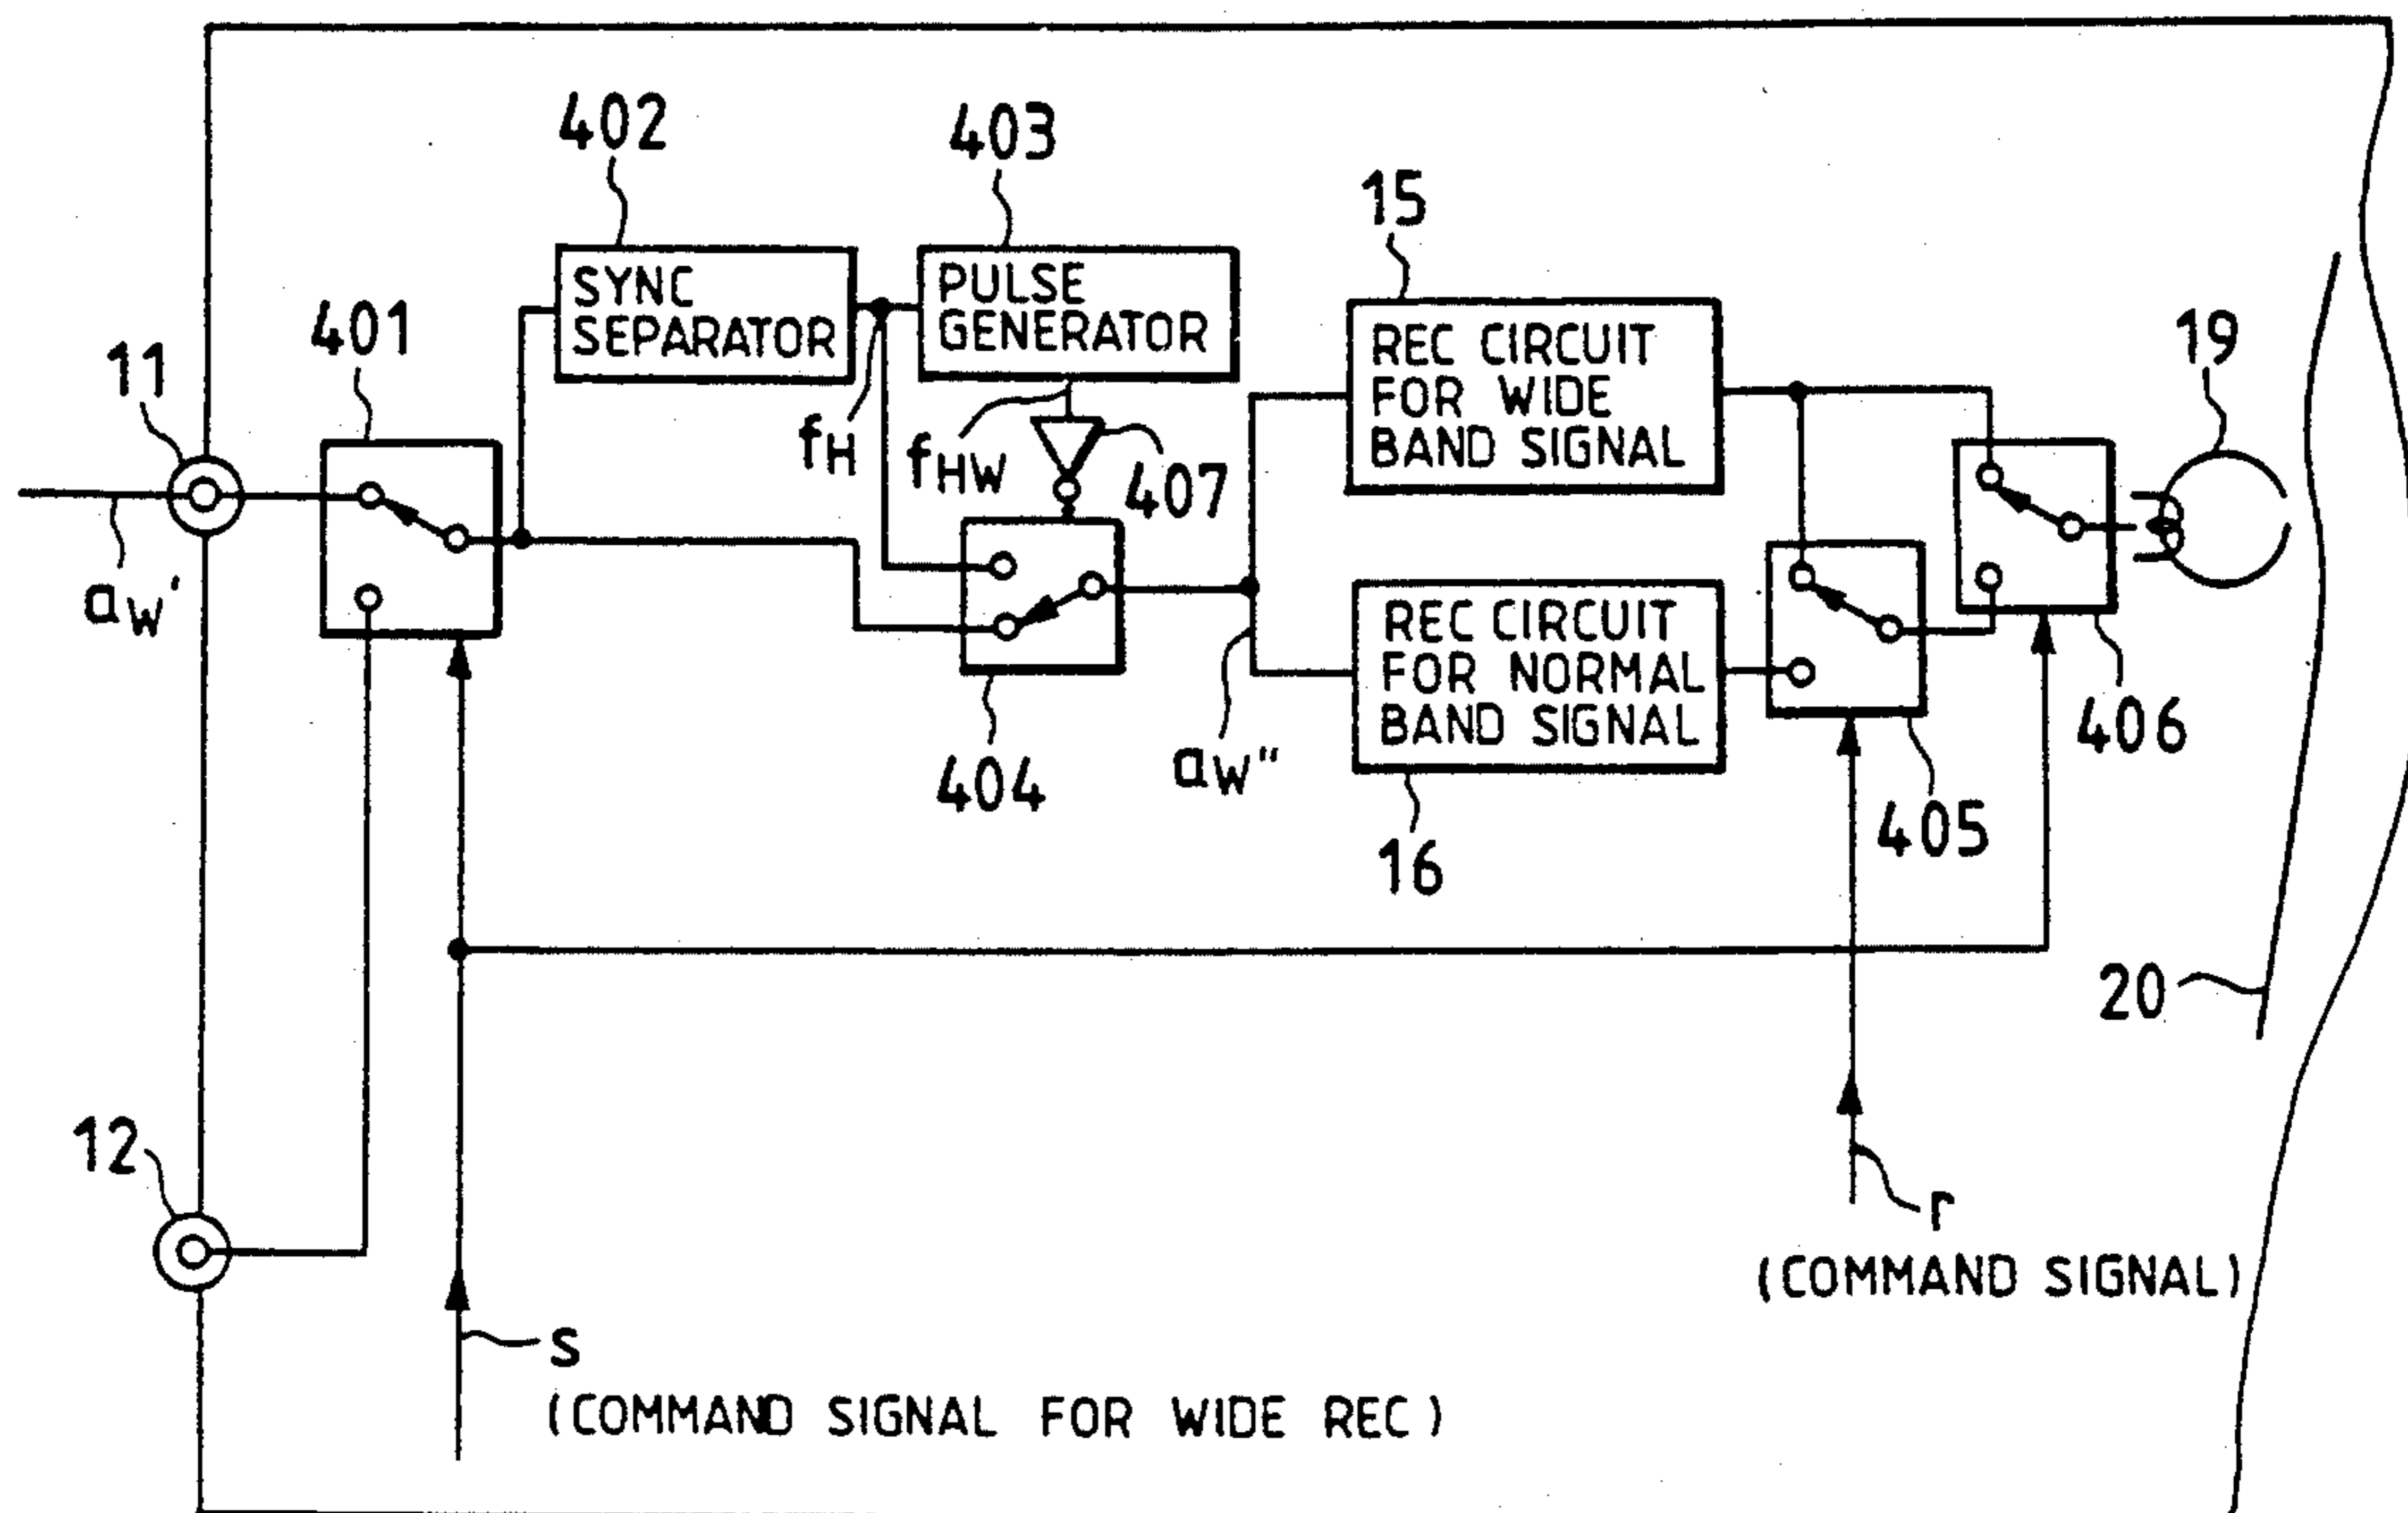 402
403
15
SYNC
SEPARATOR
PULSE
GENERATOR
401
11
REC CIRCUIT
FOR WIDE
BAND SIGNAL
19
fH
fHW
407
aw'
REC CIRCUIT
FOR NORMAL
BAND SIGNAL
404
aw"
406
405
16
20
12
r
(COMMAND SIGNAL)
s
(COMMAND SIGNAL FOR WIDE REC)